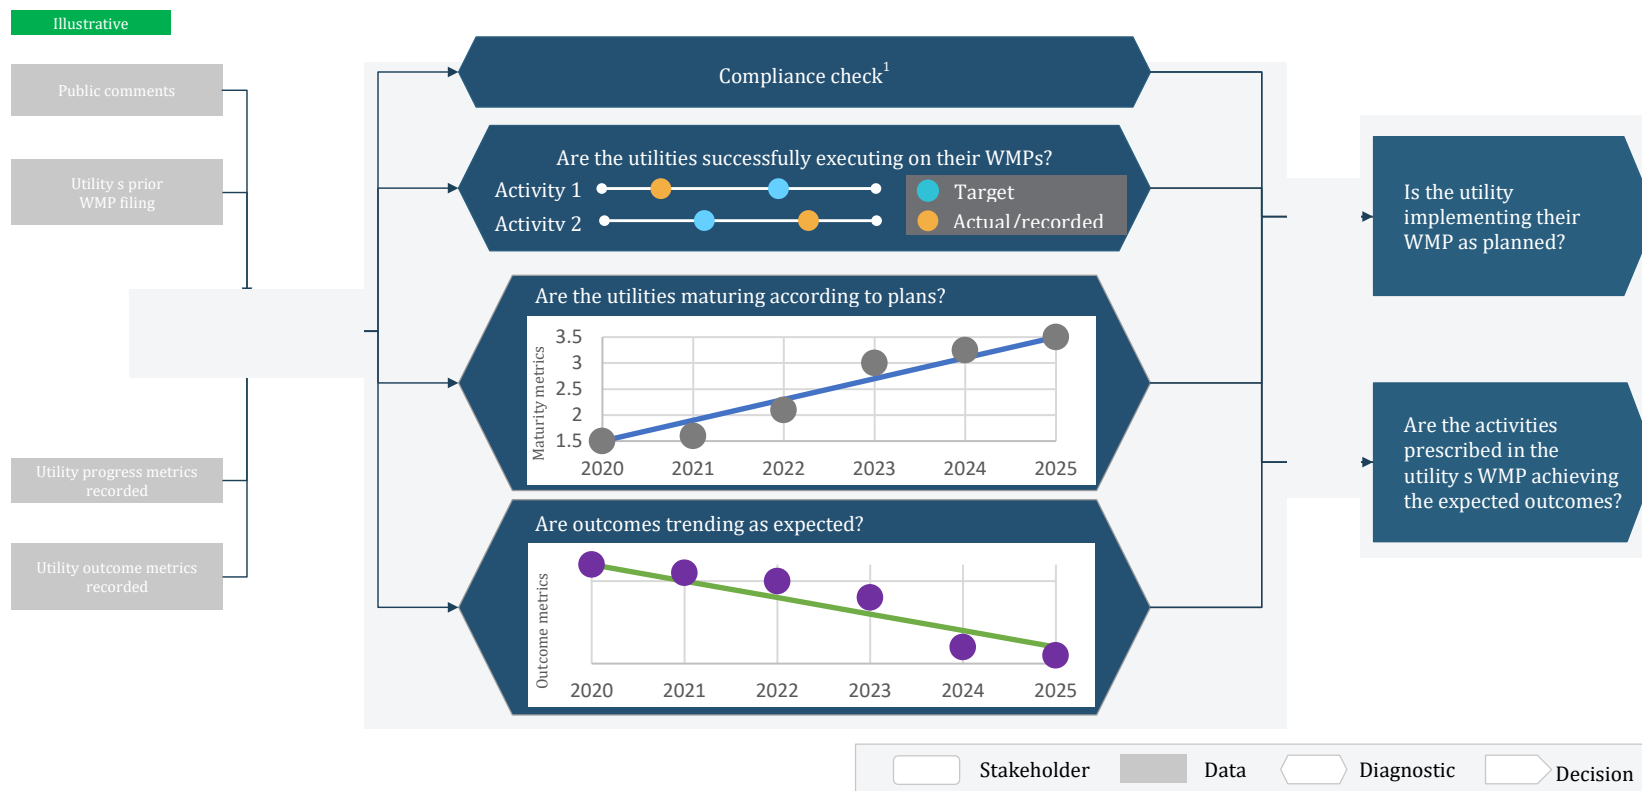 Illustrative
Public comments
Utility s prior
WMP filing
Utility progress metrics
recorded
Utility outcome metrics
recorded
Compliance check1
Are the utilities successfully executing on their WMPs?
Activity 1
Activity 2
Target
Actual/recorded
Are the utilities maturing according to plans?
Maturity metrics
3.5
3
2.5
2
1.5
2020 2021 2022 2023 2024 2025
Are outcomes trending as expected?
Outcome metrics
2020 2021 2022 2023 2024 2025
Is the utility
implementing their
WMP as planned?
Are the activities
prescribed in the
utility s WMP achieving
the expected outcomes?
Stakeholder Data Diagnostic Decision